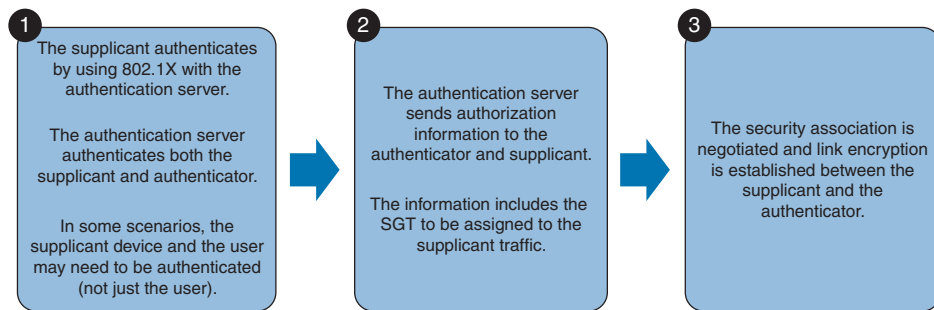 1
The supplicant authenticates
by using 802.1X with the
authentication server.
The authentication server
authenticates both the
supplicant and authenticator.
In some scenarios, the
supplicant device and the user
may need to be authenticated
(not just the user).
2
The authentication server
sends authorization
information to the
authenticator and supplicant.
The information includes the
SGT to be assigned to the
supplicant traffic.
3
The security association is
negotiated and link encryption
is established between the
supplicant and the
authenticator.